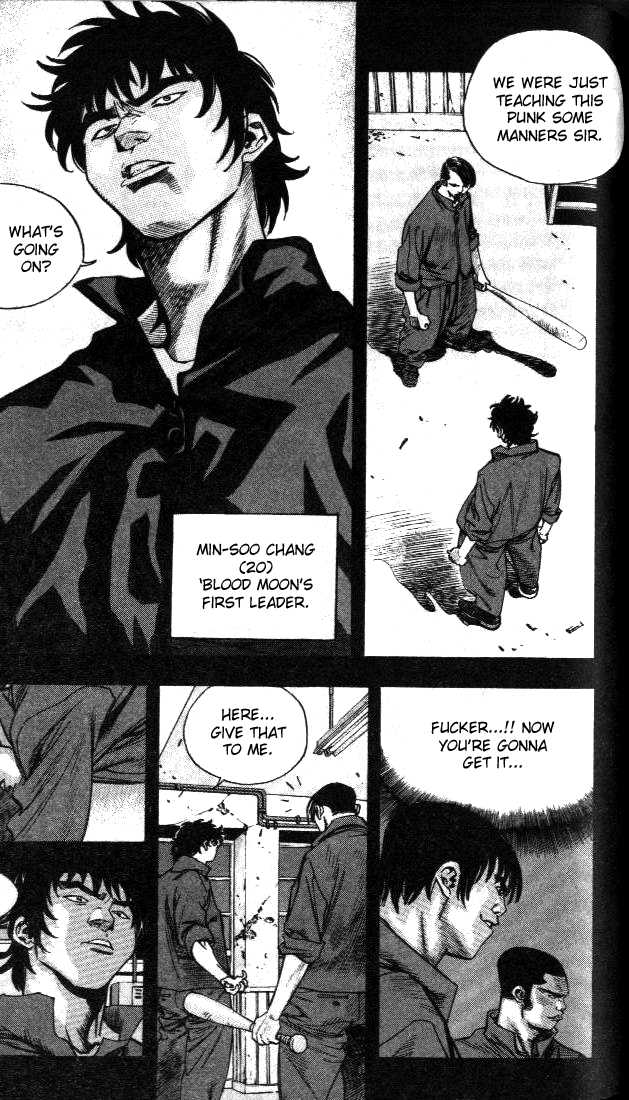 WHAT'S
GOING
ON?
MIN-SOO CHANG
(20)
'BLOOD MOON'S
FIRST LEADER.
WE WERE JUST
TEACHING THIS
PUNK SOME
MANNERS SIR.
HERE...
GIVE THAT
TO ME.
FUCKER...!! NOW
YOU'RE GONNA
GET IT...